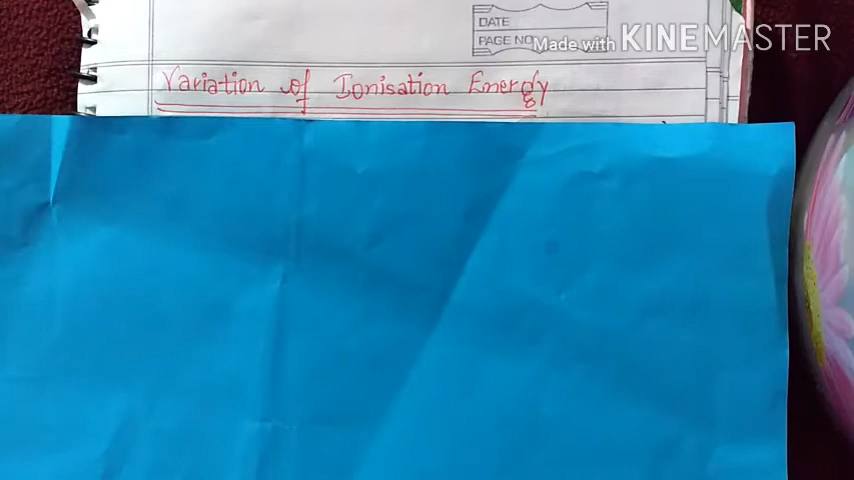 DATE
PAGE NO.
Made with KINEMASTER
Variation of Ionisation Energy